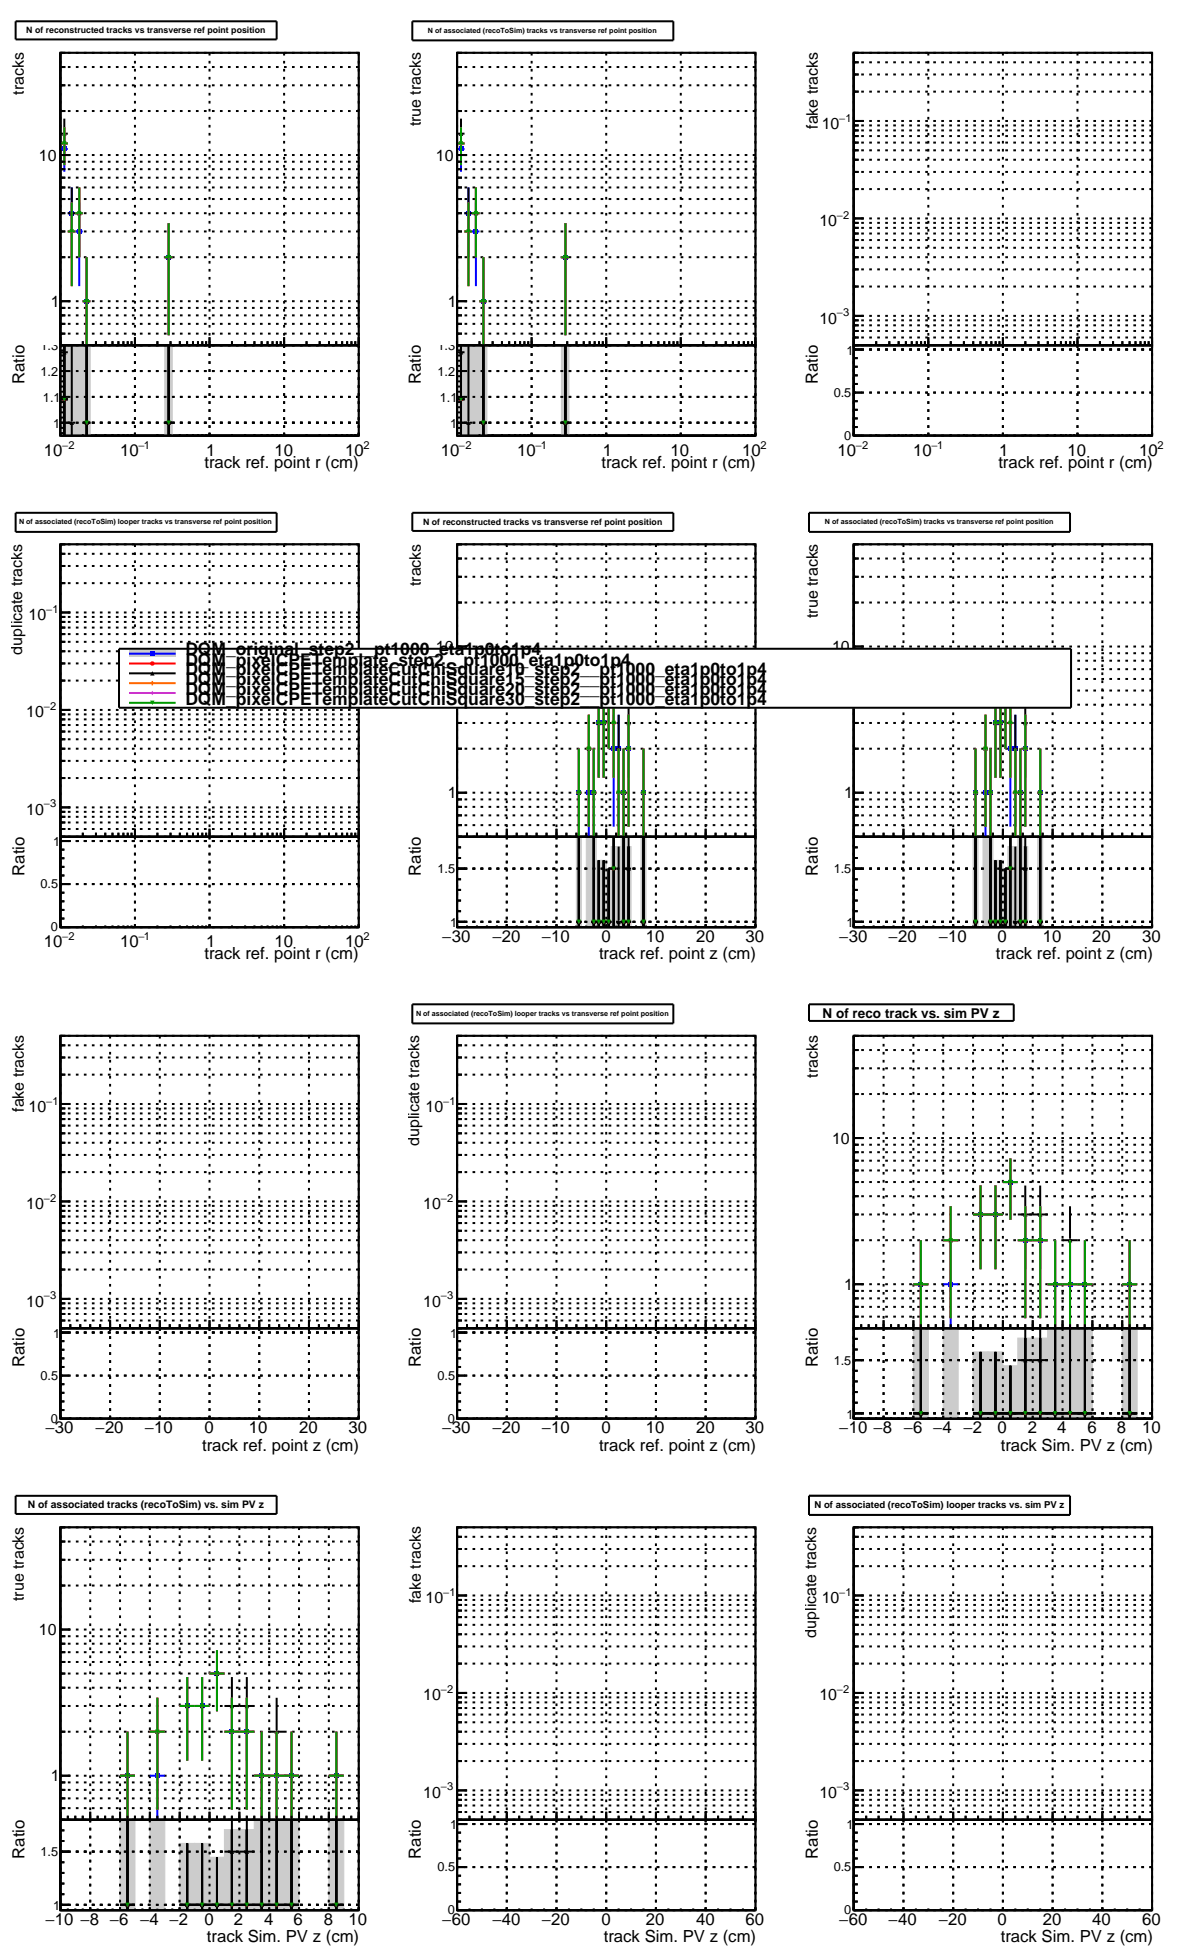 N of reconstructed tracks vs transverse ref point position
tracks
10
1
Ratio
1.3
1.2
1.1
1
10−2 10−1 1 10 102
track ref. point r (cm)
N of associated (recoToSim) tracks vs transverse ref point position
true tracks
10
1
Ratio
1.3
1.2
1.1
1
10−2 10−1 1 10 102
track ref. point r (cm)
fake tracks
10−1
10−2
10−3
Ratio
1
0.5
0
10−2 10−1 1 10 102
track ref. point r (cm)
N of associated (recoToSim) looper tracks vs transverse ref point position
duplicate tracks
10−1
10−2
10−3
Ratio
1
0.5
0
10−2 10−1 1 10 102
track ref. point r (cm)
N of reconstructed tracks vs transverse ref point position
tracks
10
1
Ratio
1.5
1
−30 −20 −10 0 10 20 30
track ref. point z (cm)
N of associated (recoToSim) tracks vs transverse ref point position
true tracks
10
1
Ratio
1.5
1
−30 −20 −10 0 10 20 30
track ref. point z (cm)
DQM_original_step2__pt1000_eta1p0to1p4
DQM_pixelCPETemplate_step2__pt1000_eta1p0to1p4
DQM_pixelCPETemplateCutChiSquare10_step2__pt1000_eta1p0to1p4
DQM_pixelCPETemplateCutChiSquare15_step2__pt1000_eta1p0to1p4
DQM_pixelCPETemplateCutChiSquare20_step2__pt1000_eta1p0to1p4
DQM_pixelCPETemplateCutChiSquare30_step2__pt1000_eta1p0to1p4
fake tracks
10−1
10−2
10−3
Ratio
1
0.5
0
−30 −20 −10 0 10 20 30
track ref. point z (cm)
N of associated (recoToSim) looper tracks vs transverse ref point position
duplicate tracks
10−1
10−2
10−3
Ratio
1
0.5
0
−30 −20 −10 0 10 20 30
track ref. point z (cm)
N of reco track vs. sim PV z
tracks
10
1
Ratio
1.5
1
−10 −8 −6 −4 −2 0 2 4 6 8 10
track Sim. PV z (cm)
N of associated tracks (recoToSim) vs. sim PV z
true tracks
10
1
Ratio
1.5
1
−10 −8 −6 −4 −2 0 2 4 6 8 10
track Sim. PV z (cm)
fake tracks
10−1
10−2
10−3
Ratio
1
0.5
0
−60 −40 −20 0 20 40 60
track Sim. PV z (cm)
N of associated (recoToSim) looper tracks vs. sim PV z
duplicate tracks
10−1
10−2
10−3
Ratio
1
0.5
0
−60 −40 −20 0 20 40 60
track Sim. PV z (cm)